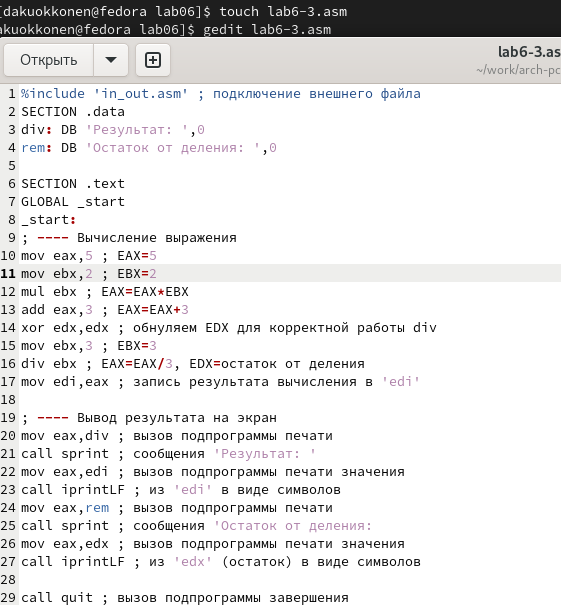 [dakuokkonen@fedora lab06]$ touch lab6-3.asm
akuokkonen@fedora lab06]$ gedit lab6-3.asm
Открыть
lab6-3.as
~/work/arch-pc
1 %include 'in_out.asm' ; подключение внешнего файла
2 SECTION .data
3 div: DB 'Результат: ',0
4 rem: DB 'Остаток от деления: ',0
5
6 SECTION .text
7 GLOBAL _start
8 _start:
9 ; ---- Вычисление выражения
10 mov eax,5 ; EAX=5
11 mov ebx,2 ; EBX=2
12 mul ebx ; EAX=EAX*EBX
13 add eax,3 ; EAX=EAX+3
14 xor edx,edx ; обнуляем EDX для корректной работы div
15 mov ebx,3 ; EBX=3
16 div ebx ; EAX=EAX/3, EDX=остаток от деления
17 mov edi,eax ; запись результата вычисления в 'edi'
18
19 ; ---- Вывод результата на экран
20 mov eax,div ; вызов подпрограммы печати
21 call sprint ; сообщения 'Результат: '
22 mov eax,edi ; вызов подпрограммы печати значения
23 call iprintLF ; из 'edi' в виде символов
24 mov eax,rem ; вызов подпрограммы печати
25 call sprint ; сообщения 'Остаток от деления:
26 mov eax,edx ; вызов подпрограммы печати значения
27 call iprintLF ; из 'edx' (остаток) в виде символов
28
29 call quit ; вызов подпрограммы завершения